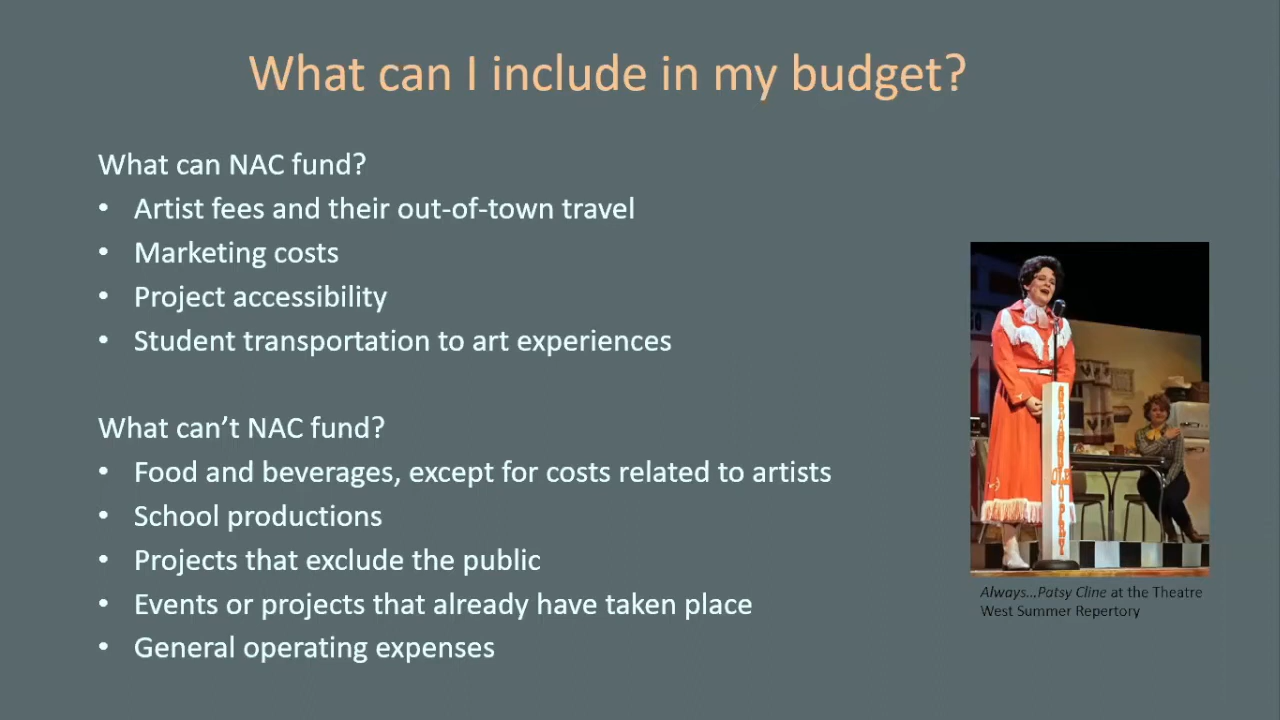 What can I include in my budget?
What can NAC fund?
• Artist fees and their out-of-town travel
• Marketing costs
• Project accessibility
• Student transportation to art experiences
What can’t NAC fund?
• Food and beverages, except for costs related to artists
• School productions
• Projects that exclude the public
• Events or projects that already have taken place
• General operating expenses
Always...Patsy Cline at the Theatre
West Summer Repertory